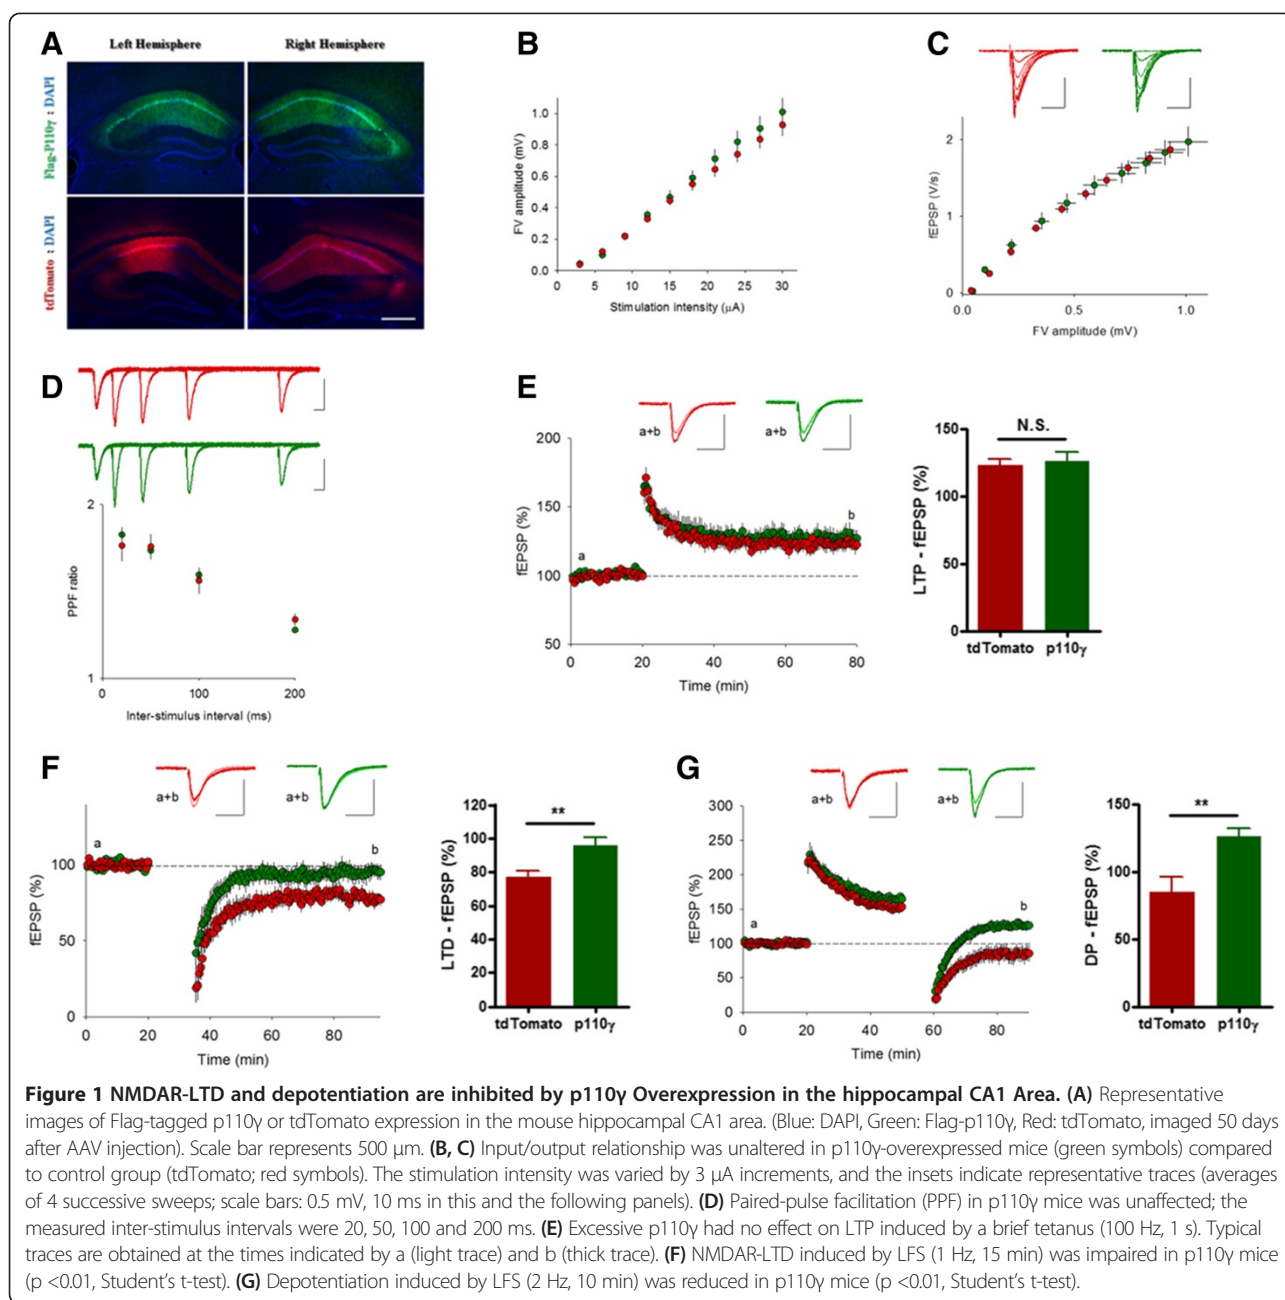 A
Left Hemisphere
Right Hemisphere
Flag-P110γ : DAPI
tdTomato : DAPI
B
FV amplitude (mV)
1.0
0.8
0.6
0.4
0.2
0.0
0 5 10 15 20 25 30
Stimulation intensity (μA)
C
fEPSP (V/s)
2
1
0
0.0 0.5 1.0
FV amplitude (mV)
D
PPF ratio
2
1
0 100 200
Inter-stimulus interval (ms)
E
a+b
a+b
fEPSP (%)
200
150
100
50
a
b
0 20 40 60 80
Time (min)
LTP - fEPSP (%)
150
100
50
0
N.S.
tdTomato p110γ
F
a+b
a+b
fEPSP (%)
100
50
0
a
b
0 20 40 60 80
Time (min)
LTD - fEPSP (%)
120
100
80
60
40
20
0
**
tdTomato p110γ
G
a+b
a+b
fEPSP (%)
300
250
200
150
100
50
0
a
b
0 20 40 60 80
Time (min)
DP - fEPSP (%)
150
100
50
0
**
tdTomato p110γ
Figure 1 NMDAR-LTD and depotentiation are inhibited by p110γ Overexpression in the hippocampal CA1 Area. (A) Representative
images of Flag-tagged p110γ or tdTomato expression in the mouse hippocampal CA1 area. (Blue: DAPI, Green: Flag-p110γ, Red: tdTomato, imaged 50 days
after AAV injection). Scale bar represents 500 μm. (B, C) Input/output relationship was unaltered in p110γ-overexpressed mice (green symbols) compared
to control group (tdTomato; red symbols). The stimulation intensity was varied by 3 μA increments, and the insets indicate representative traces (averages
of 4 successive sweeps; scale bars: 0.5 mV, 10 ms in this and the following panels). (D) Paired-pulse facilitation (PPF) in p110γ mice was unaffected; the
measured inter-stimulus intervals were 20, 50, 100 and 200 ms. (E) Excessive p110γ had no effect on LTP induced by a brief tetanus (100 Hz, 1 s). Typical
traces are obtained at the times indicated by a (light trace) and b (thick trace). (F) NMDAR-LTD induced by LFS (1 Hz, 15 min) was impaired in p110γ mice
(p <0.01, Student's t-test). (G) Depotentiation induced by LFS (2 Hz, 10 min) was reduced in p110γ mice (p <0.01, Student's t-test).